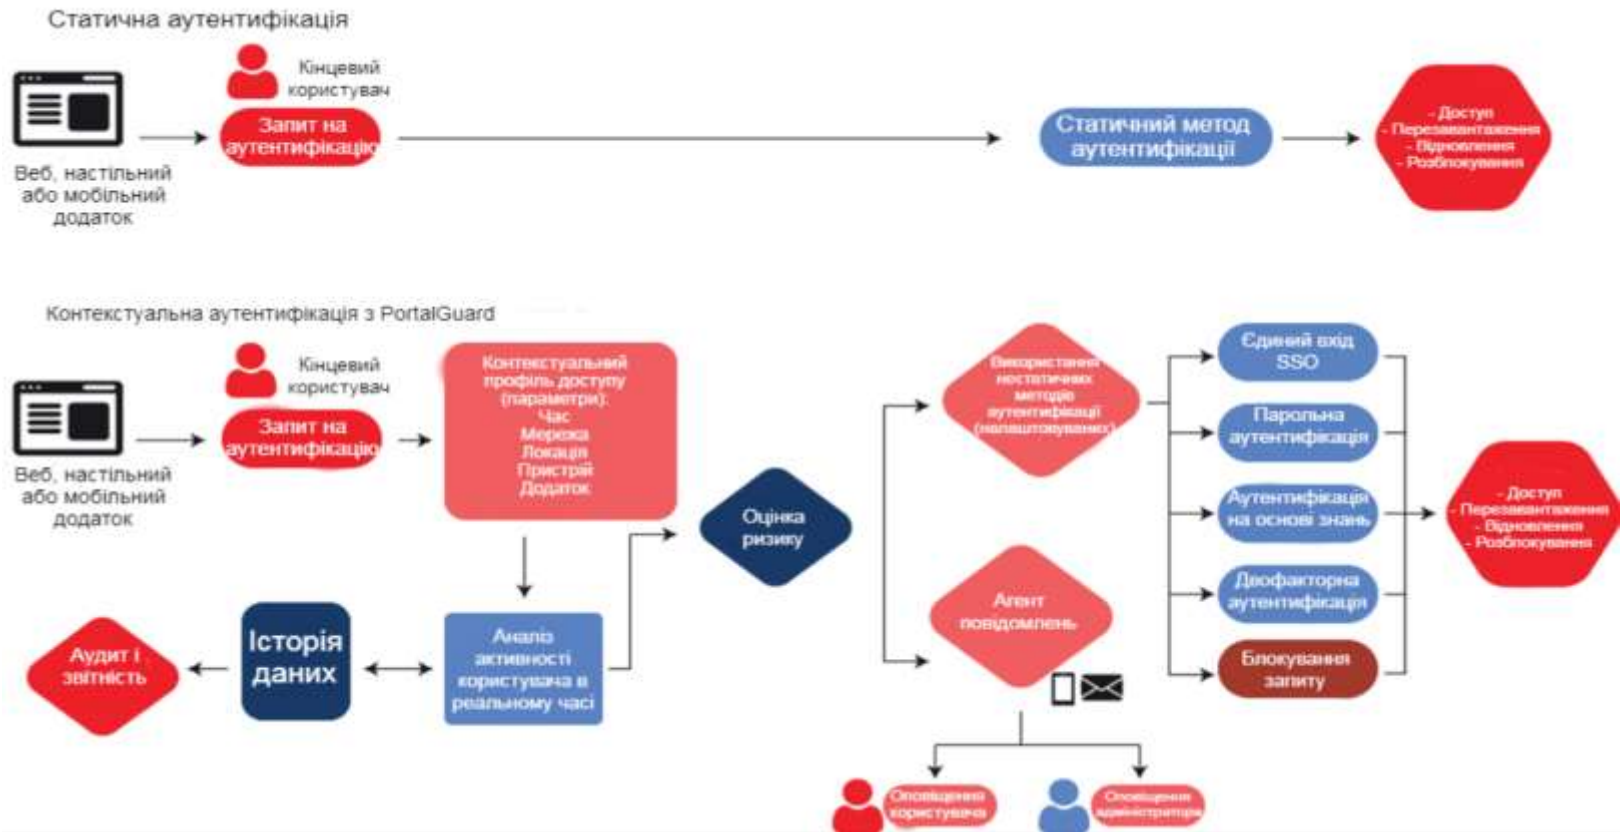 Статична аутентифікація
Кінцевий
користувач
Запит на
аутентифікацію
Веб, настільний
або мобільний
додаток
Статичний метод
аутентифікації
- Доступ
- Перезавантаження
- Відновлення
- Розблокування
Контекстуальна аутентифікація з PortalGuard
Кінцевий
користувач
Запит на
аутентифікацію
Веб, настільний
або мобільний
додаток
Контекстуальний
профіль доступу
(параметри):
Час
Мережа
Локація
Пристрій
Додаток
Аналіз
активності
користувача в
реальному часі
Історія
даних
Аудит і
звітність
Оцінка
ризику
Використання
нестатичних
методів
аутентифікації
(налаштовуваних)
Агент
повідомлень
Оповіщення
користувача
Оповіщення
адміністратора
Єдиний вхід
SSO
Парольна
аутентифікація
Аутентифікація
на основі знань
Двофакторна
аутентифікація
Блокування
запиту
- Доступ
- Перезавантаження
- Відновлення
- Розблокування